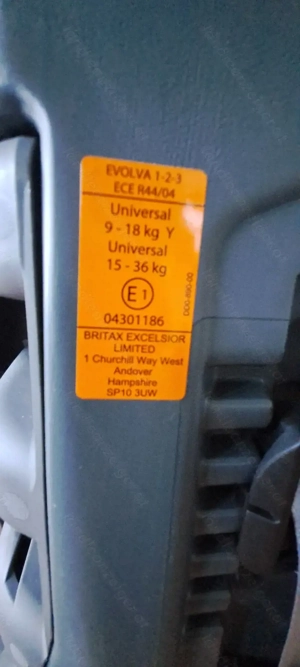 EVOLVA 1-2-3
ECE R44/04
Universal
9 - 18 kg Y
Universal
15 - 36 kg
E1
04301186
BRITAX EXCELSIOR
LIMITED
1 Churchill Way West
Andover
Hampshire
SP10 3UW